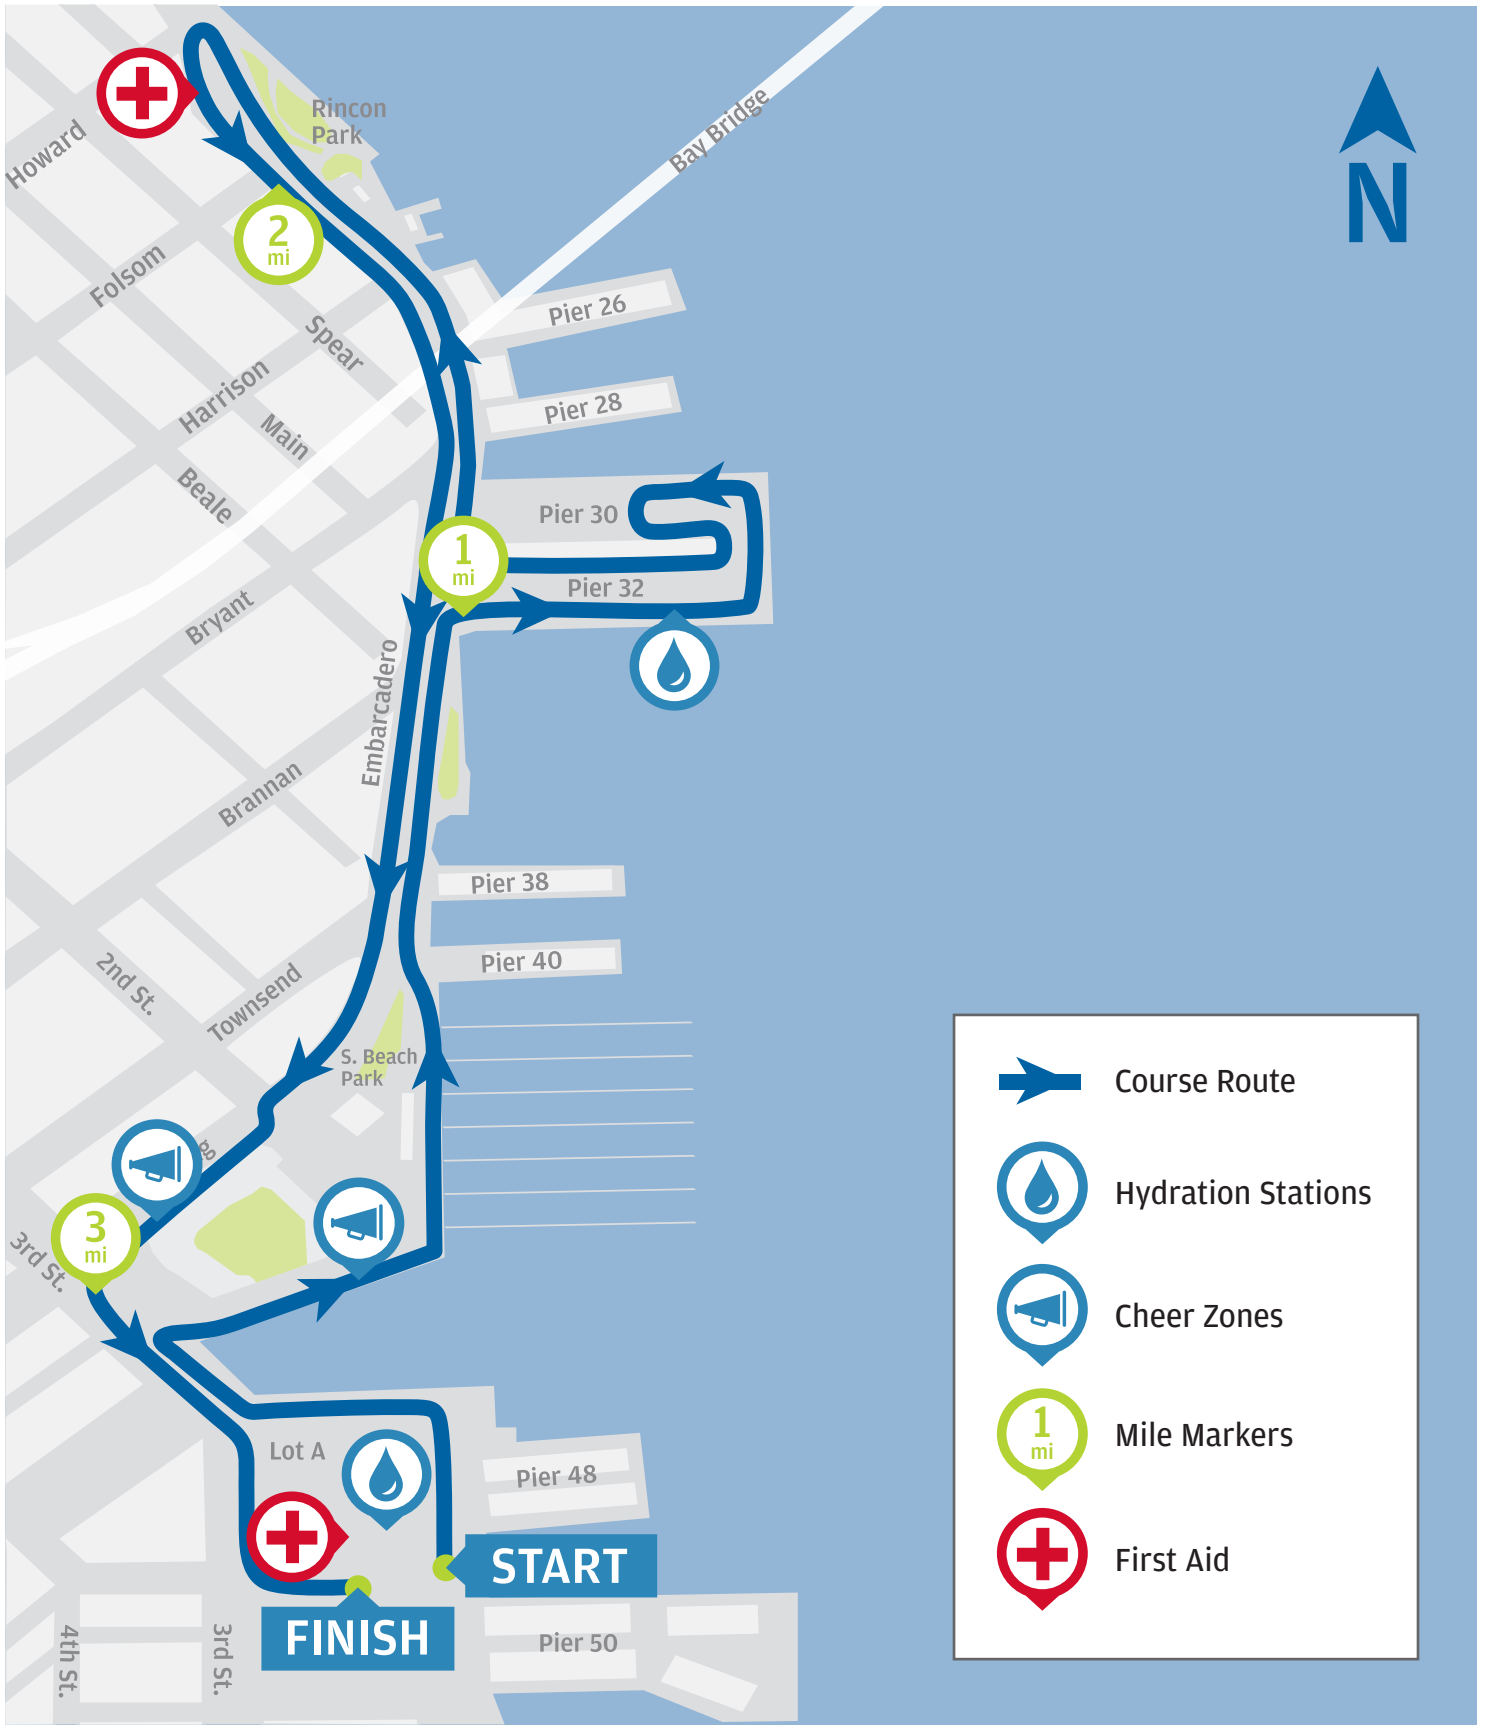 Rincon
Park
Howard
Bay Bridge
N
2
mi
Folsom
Spear
Pier 26
Harrison
Main
Pier 28
Beale
Pier 30
1
mi
Pier 32
Bryant
Embarcadero
Brannan
Pier 38
2nd St.
Pier 40
Townsend
S. Beach
Park
3
mi
3rd St.
Lot A
Pier 48
START
FINISH
Pier 50
4th St.
3rd St.
Course Route
Hydration Stations
Cheer Zones
1
mi
Mile Markers
First Aid